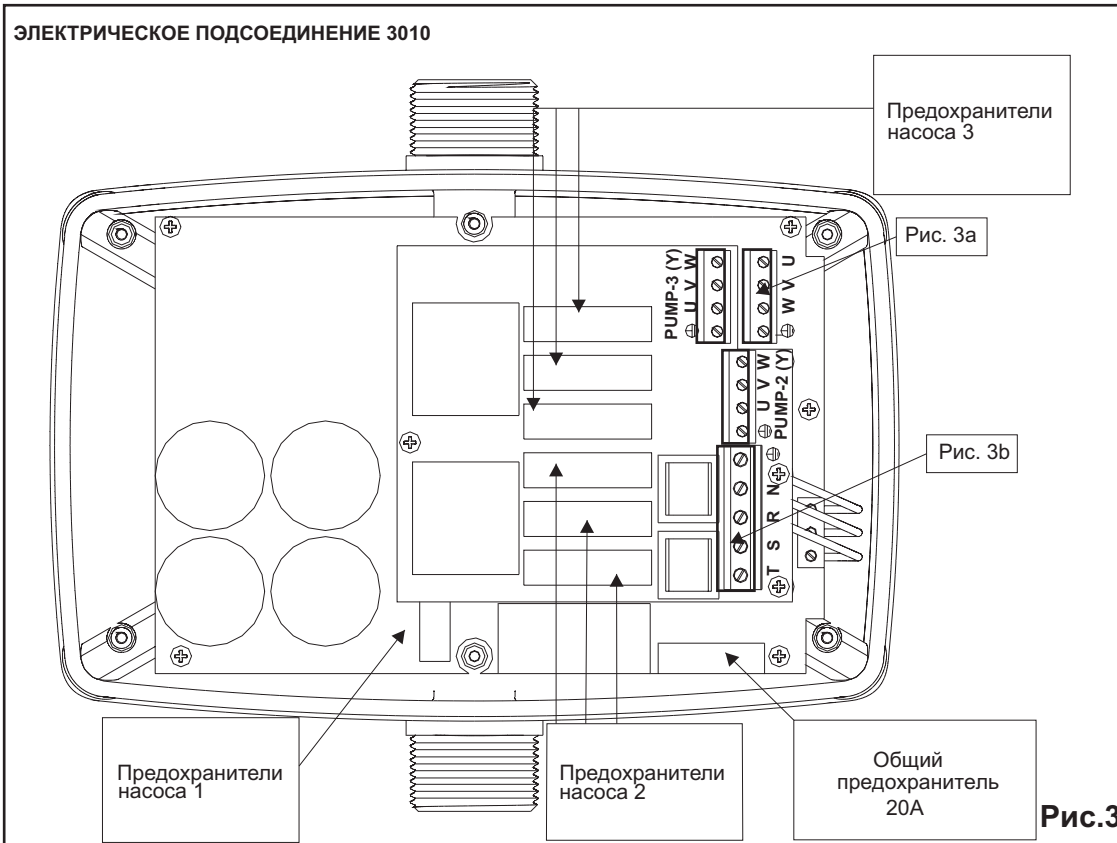 ЭЛЕКТРИЧЕСКОЕ ПОДСОЕДИНЕНИЕ 3010
Предохранители
насоса 3
Рис. 3a
PUMP-3 (Y)
U V W
W V U
U V W
PUMP-2 (Y)
Рис. 3b
T S R N
Предохранители
насоса 1
Предохранители
насоса 2
Общий
предохранитель
20A
Рис.3